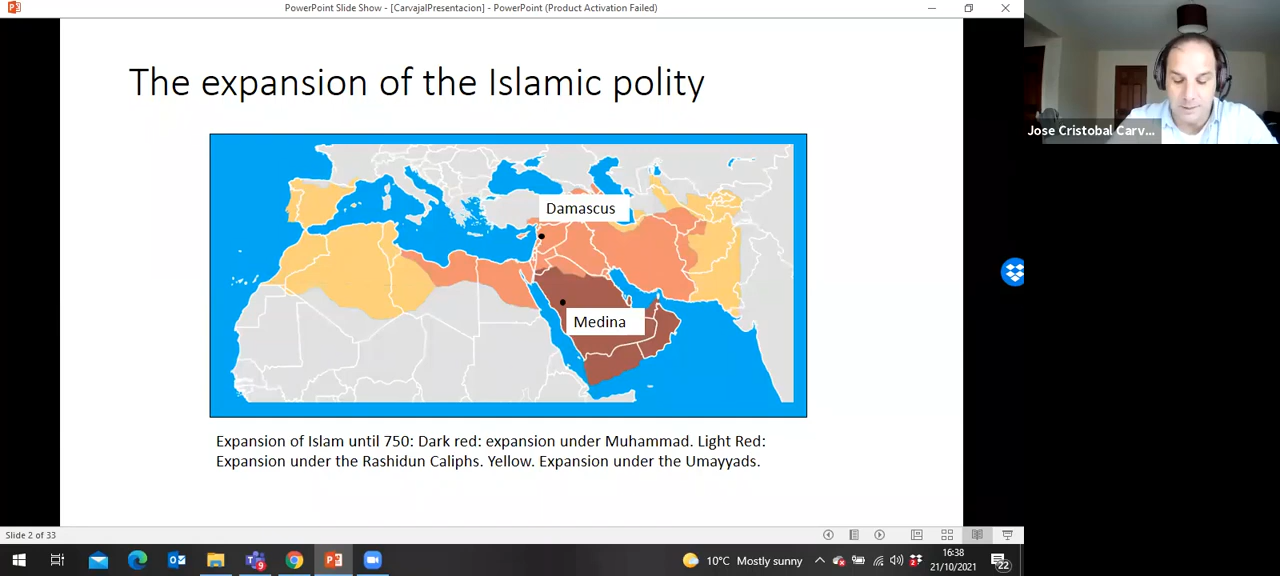 PowerPoint Slide Show - [CarvajalPresentacion] - PowerPoint (Product Activation Failed)
The expansion of the Islamic polity
Damascus
Medina
Expansion of Islam until 750: Dark red: expansion under Muhammad. Light Red:
Expansion under the Rashidun Caliphs. Yellow. Expansion under the Umayyads.
Jose Cristobal Carv...
Slide 2 of 33
9
10°C Mostly sunny
16:38
21/10/2021
22